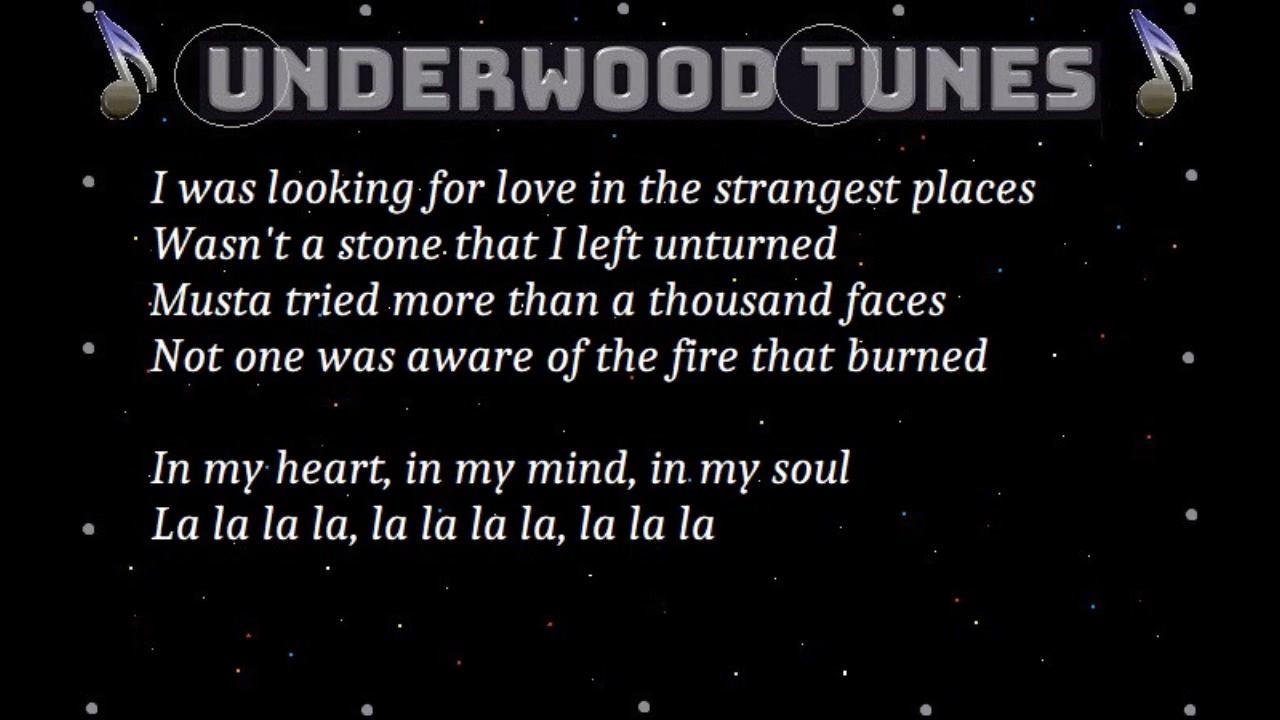 UNDERWOOD TUNES
I was looking for love in the strangest places
Wasn't a stone that I left unturned
Musta tried more than a thousand faces
Not one was aware of the fire that burned
In my heart, in my mind, in my soul
La la la la, la la la la, la la la